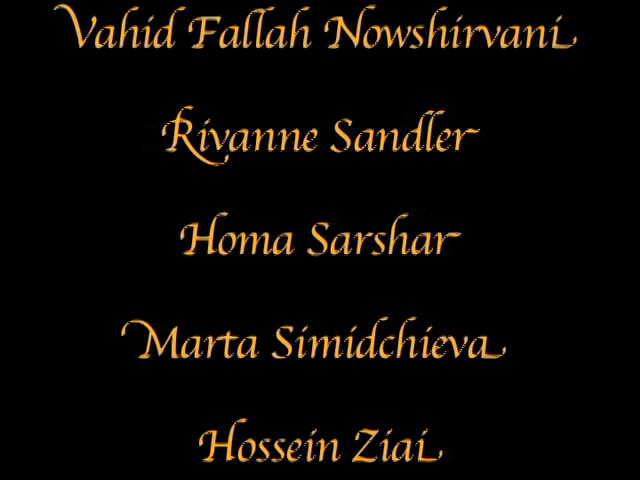 Vahid Fallah Nowshirvani
Rivanne Sandler
Homa Sarshar
Marta Simidchieva
Hossein Ziai